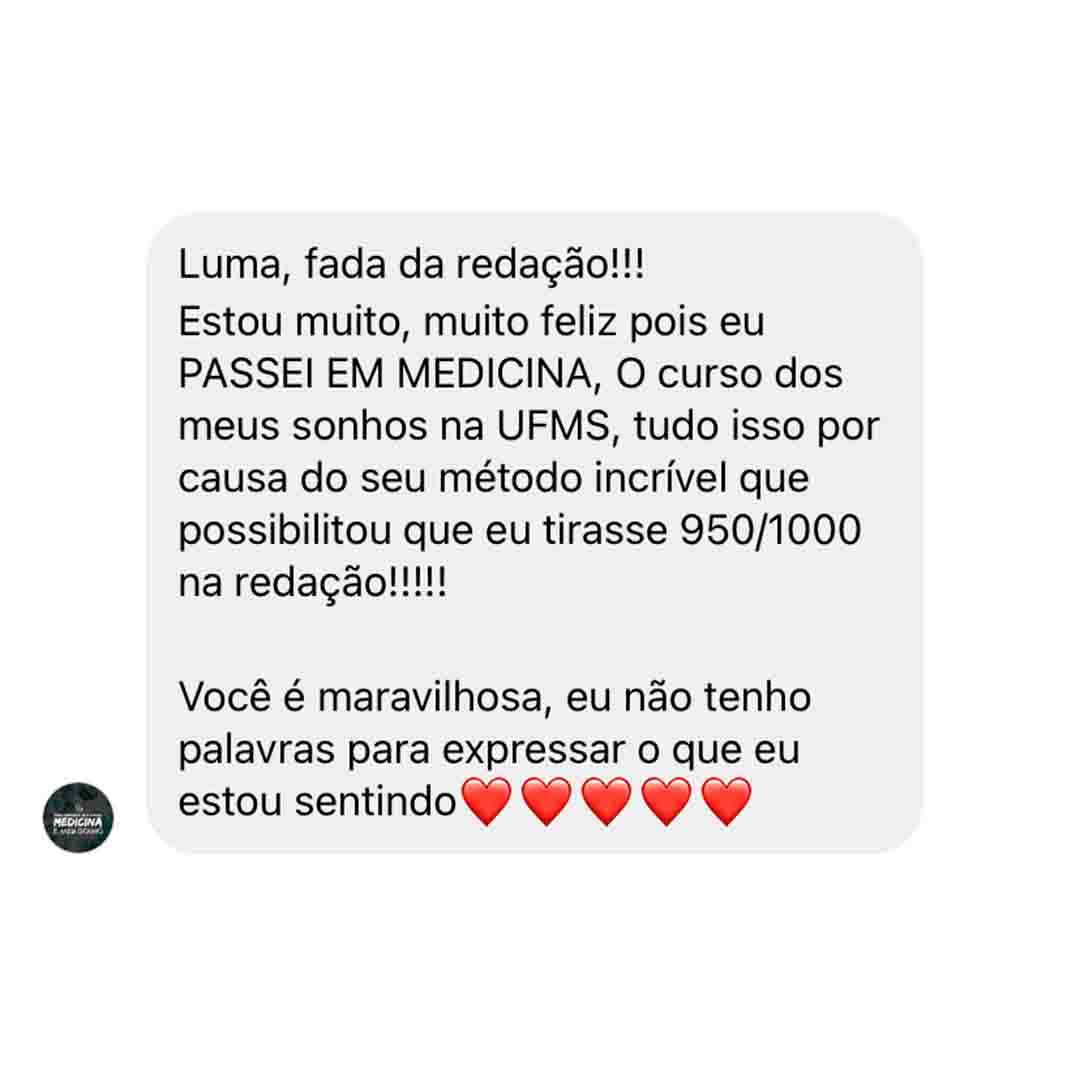 Luma, fada da redação!!!
Estou muito, muito feliz pois eu
PASSEI EM MEDICINA, O curso dos
meus sonhos na UFMS, tudo isso por
causa do seu método incrível que
possibilitou que eu tirasse 950/1000
na redação!!!!!
Você é maravilhosa, eu não tenho
palavras para expressar o que eu
estou sentindo❤️❤️❤️❤️❤️
MEDICINA